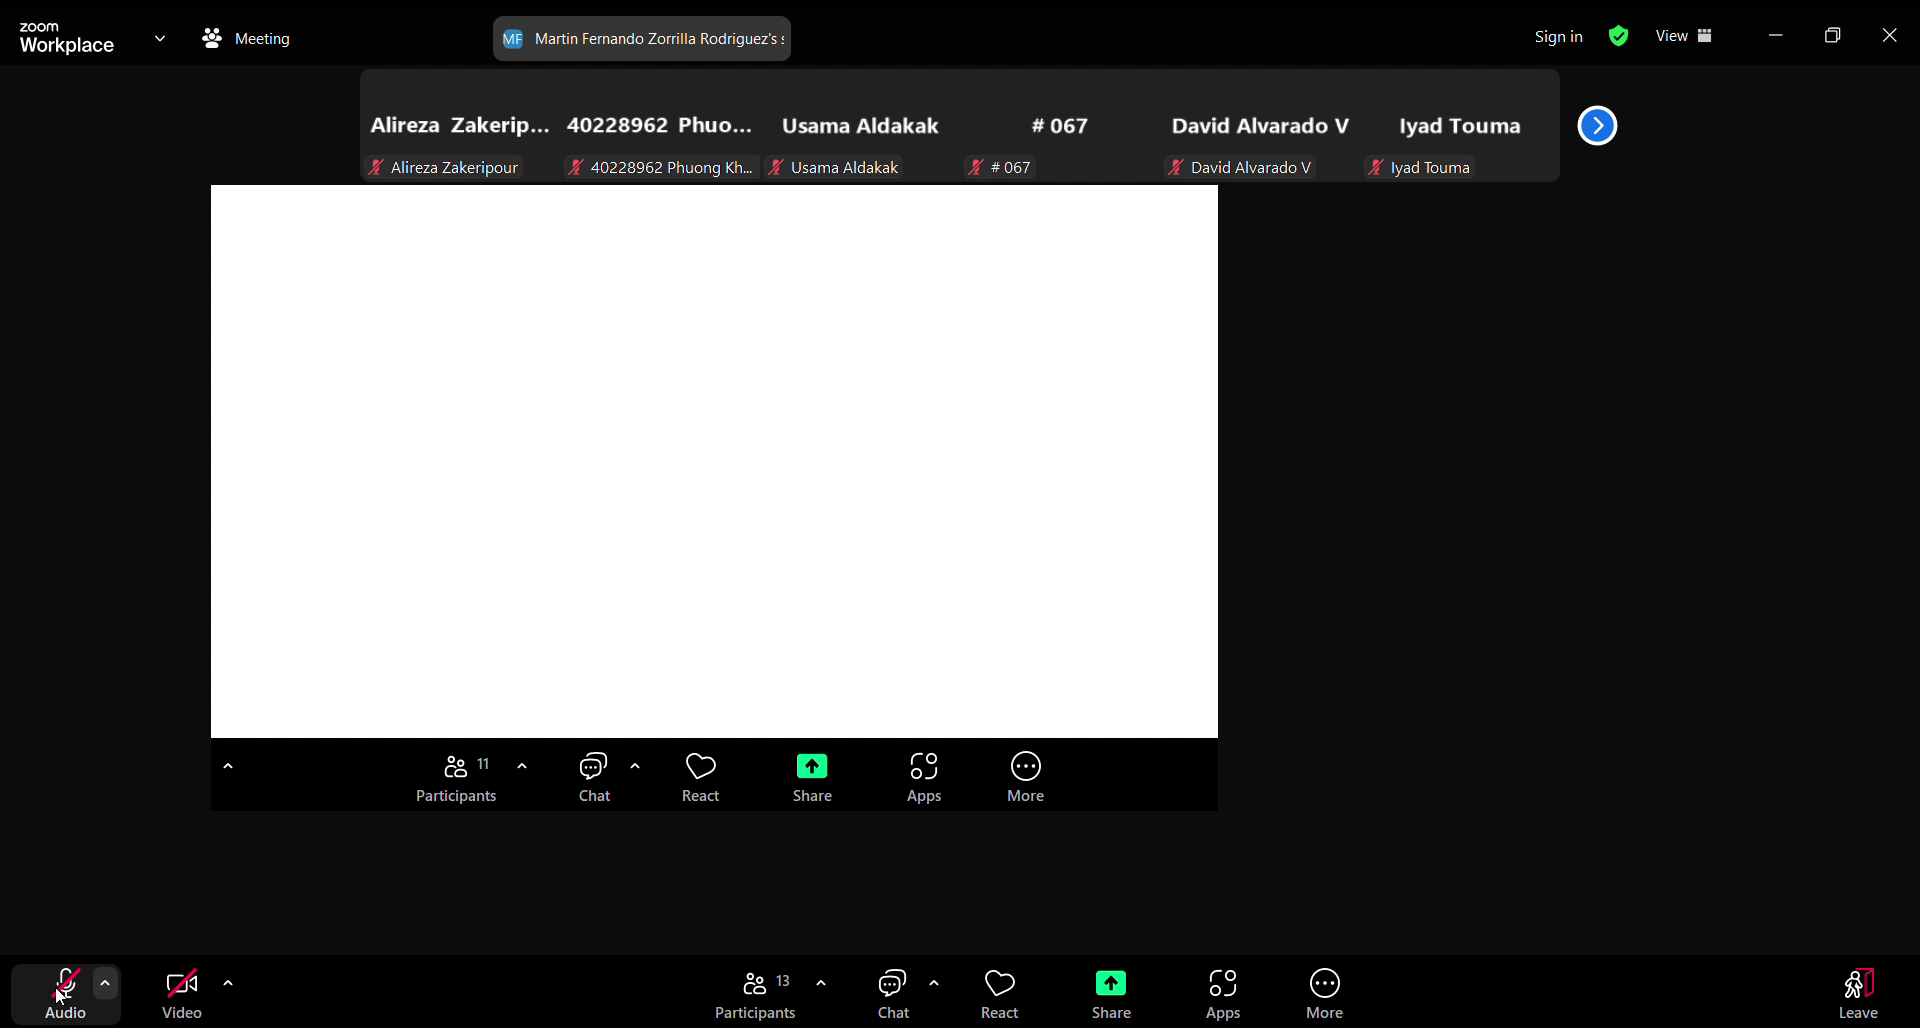 zoom
Workplace
Meeting
MF Martin Fernando Zorrilla Rodriguez's s
Sign in
View
Alireza Zakerip... 40228962 Phuo... Usama Aldakak # 067 David Alvarado V Iyad Touma
Alireza Zakeripour 40228962 Phuong Kh... Usama Aldakak # 067 David Alvarado V Iyad Touma
11
Participants Chat React Share Apps More
13
Audio Video Participants Chat React Share Apps More Leave